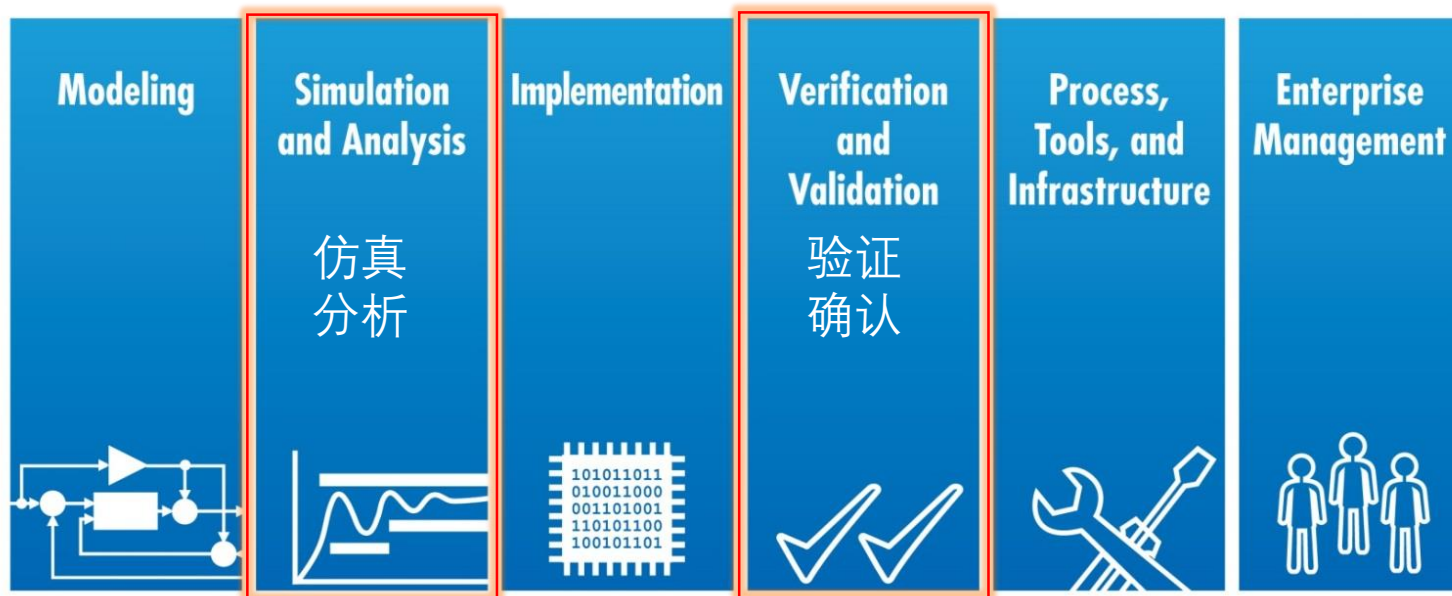 Modeling
Simulation
and Analysis
仿真
分析
Implementation
101011011
010011000
001101001
110101100
100101101
Verification
and
Validation
验证
确认
Process,
Tools, and
Infrastructure
Enterprise
Management